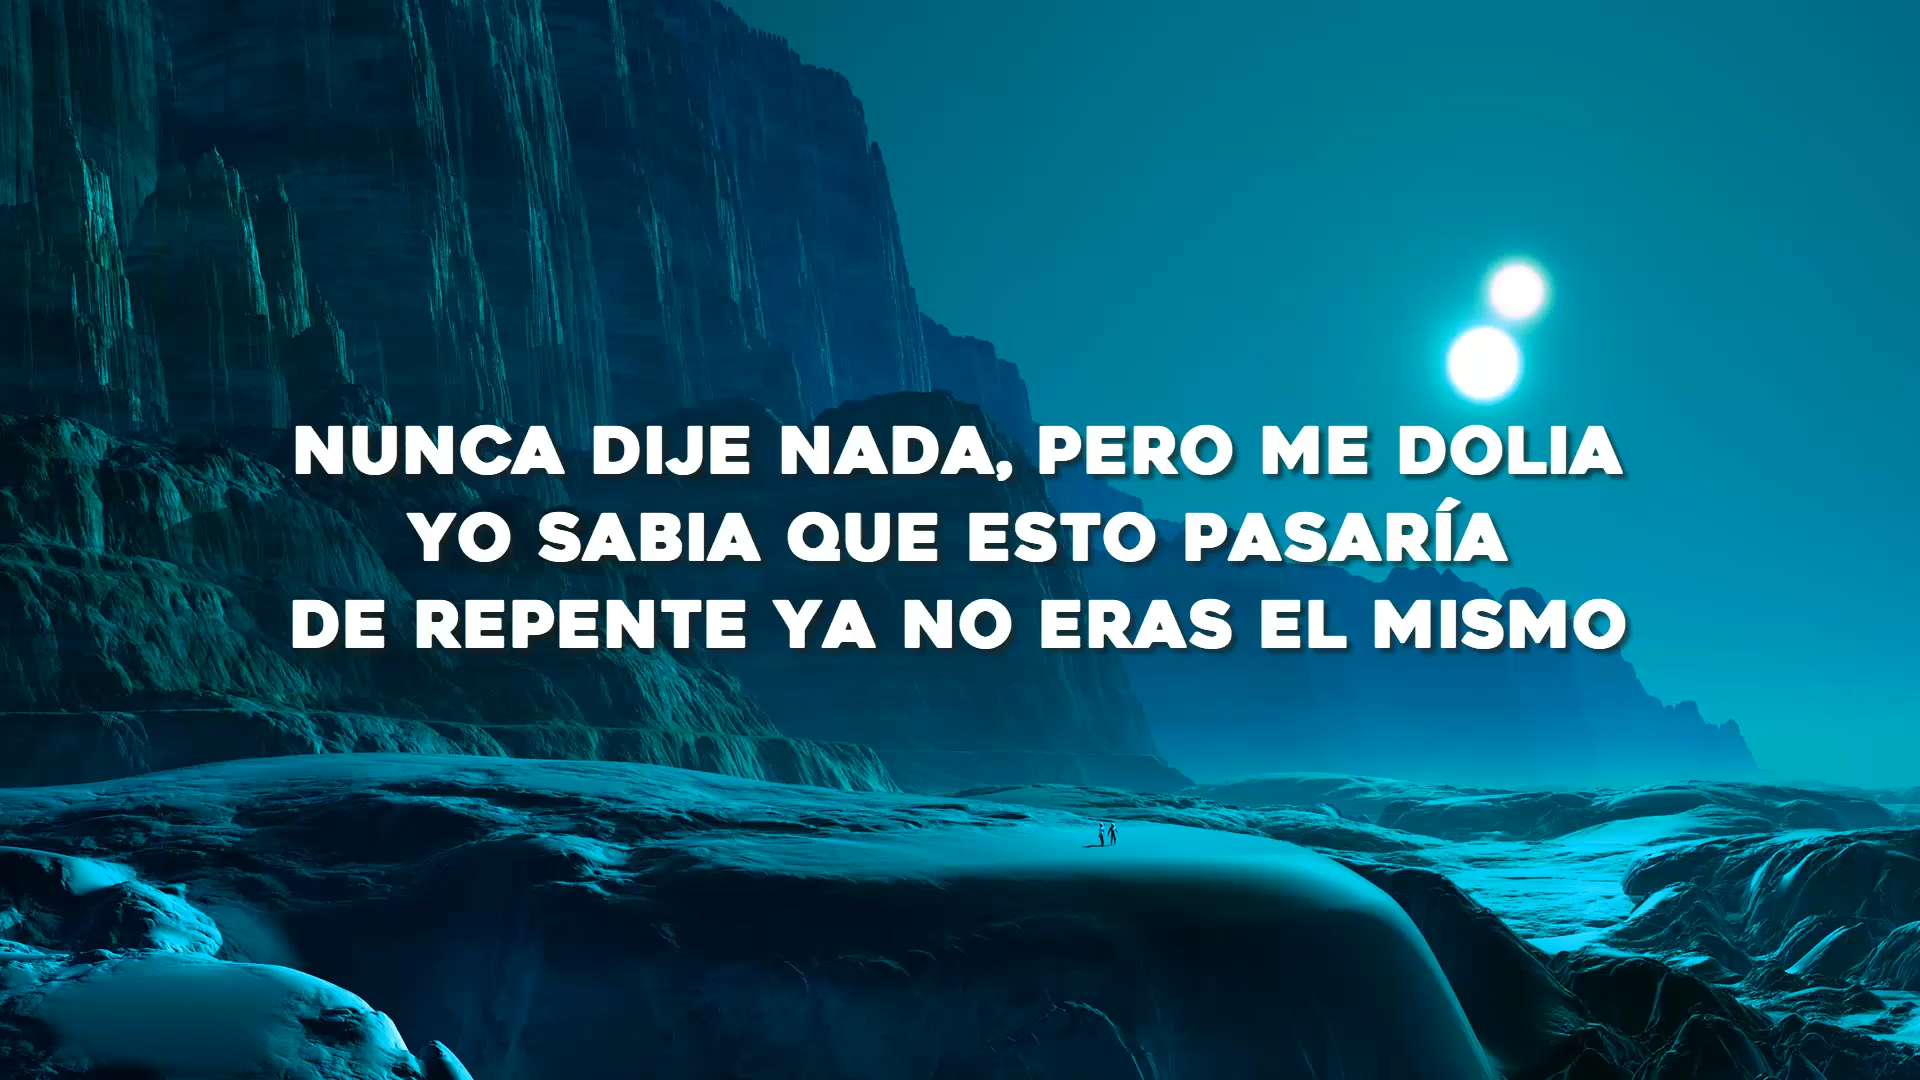 NUNCA DIJE NADA, PERO ME DOLIA
YO SABIA QUE ESTO PASARÍA
DE REPENTE YA NO ERAS EL MISMO